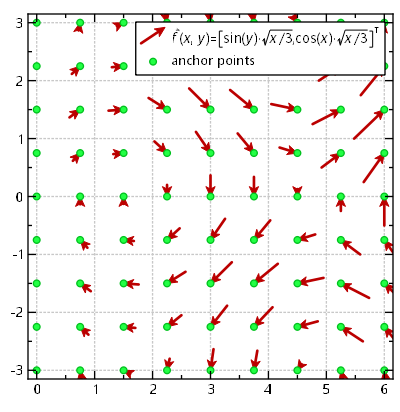 f⃗(x, y)=[sin(y)·√x/3,cos(x)·√x/3]ᵀ
anchor points
3
2
1
0
-1
-2
-3
0 1 2 3 4 5 6